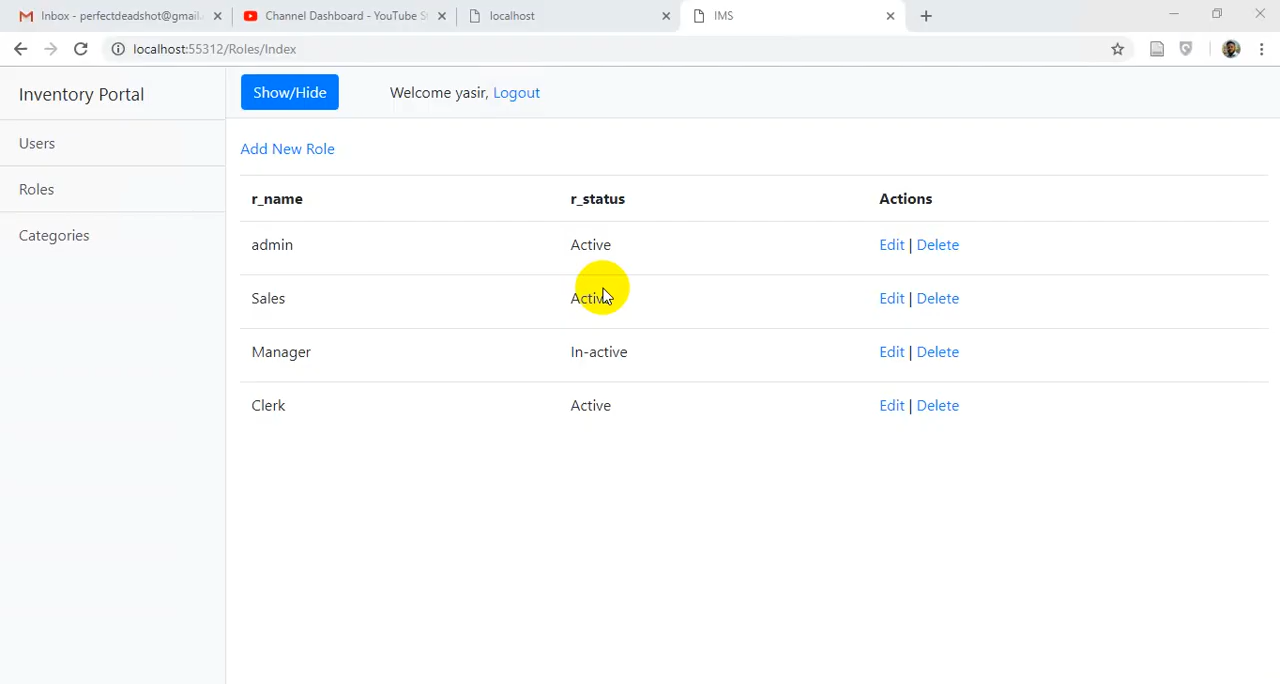 Inbox - perfectdeadshot@gmail.
Channel Dashboard - YouTube S
localhost
IMS
localhost:55312/Roles/Index
Inventory Portal
Show/Hide
Welcome yasir, Logout
Users
Roles
Categories
Add New Role
r_name r_status Actions
admin Active Edit | Delete
Sales Active Edit | Delete
Manager In-active Edit | Delete
Clerk Active Edit | Delete